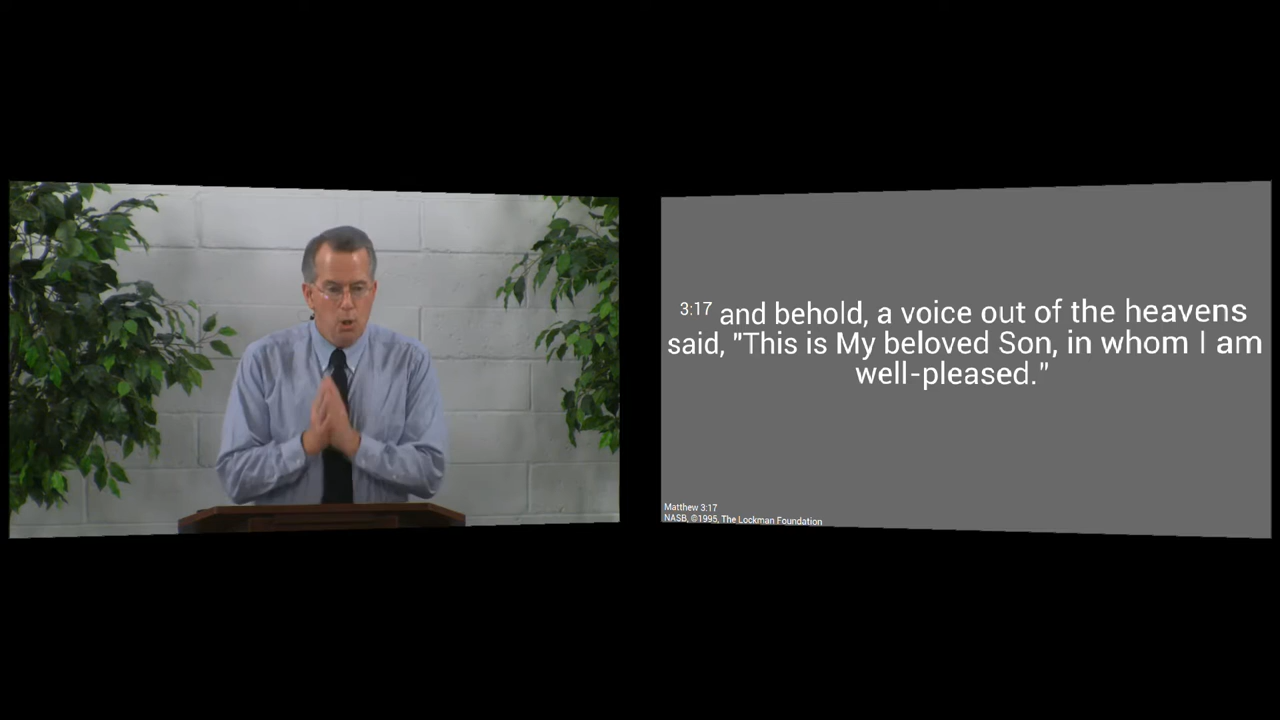 3:17 and behold, a voice out of the heavens
said, "This is My beloved Son, in whom I am
well-pleased."
Matthew 3:17
NASB, ©1995, The Lockman Foundation